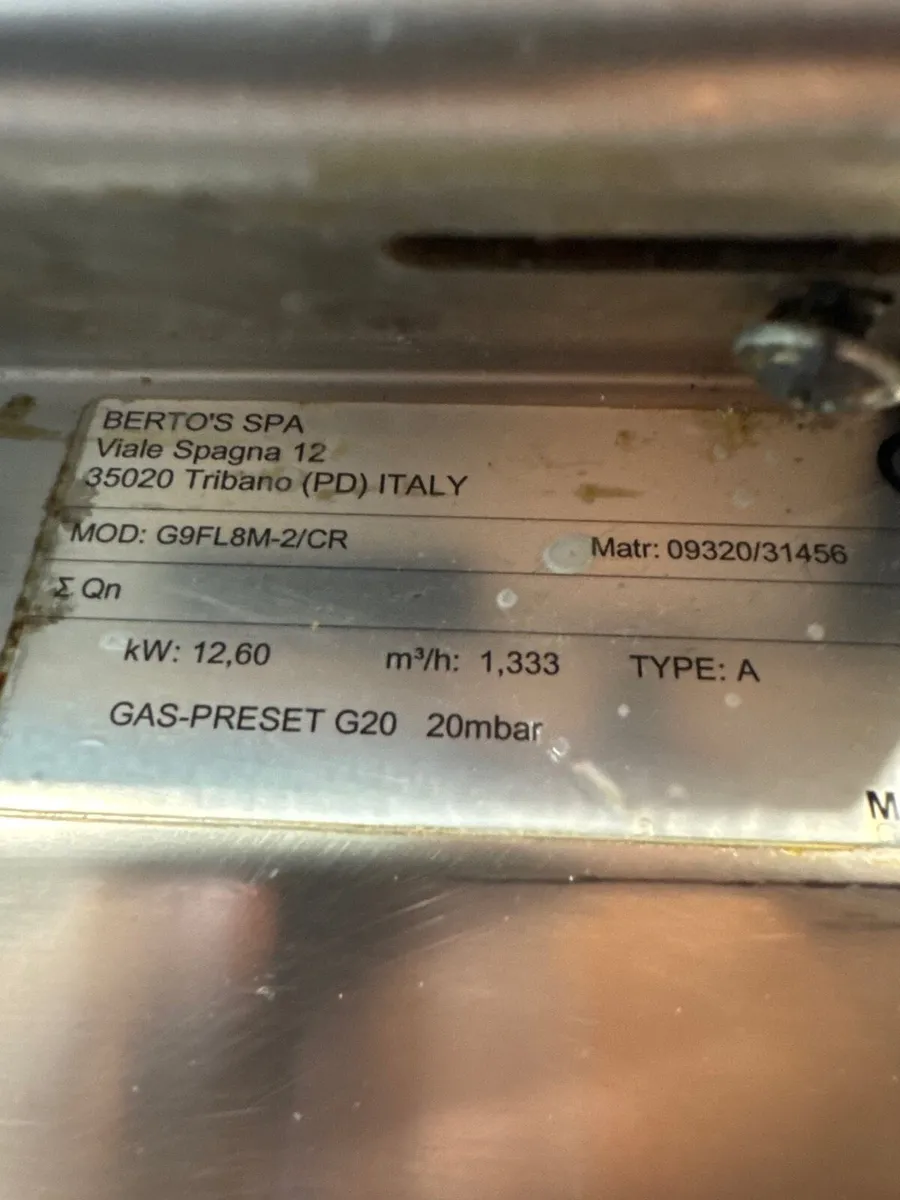 BERTO'S SPA
Viale Spagna 12
35020 Tribano (PD) ITALY
MOD: G9FL8M-2/CR Matr: 09320/31456
Σ Qn
kW: 12,60 m³/h: 1,333 TYPE: A
GAS-PRESET G20 20mbar
M